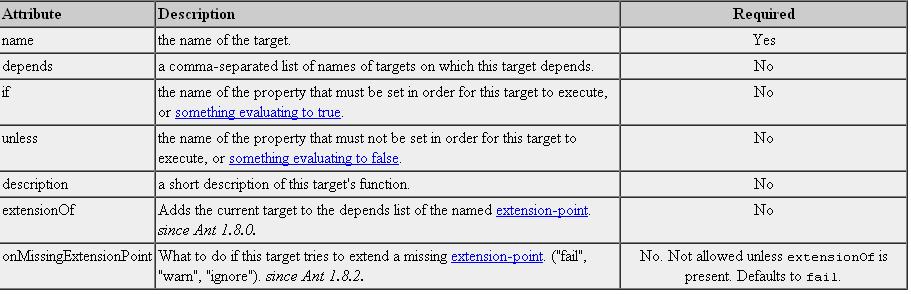 Attribute Description Required
name the name of the target. Yes
depends a comma-separated list of names of targets on which this target depends. No
if the name of the property that must be set in order for this target to execute, No
or something evaluating to true.
unless the name of the property that must not be set in order for this target to No
execute, or something evaluating to false.
description a short description of this target's function. No
extensionOf Adds the current target to the depends list of the named extension-point. No
since Ant 1.8.0.
onMissingExtensionPoint What to do if this target tries to extend a missing extension-point. ("fail", No. Not allowed unless extensionOf is
"warn", "ignore"). since Ant 1.8.2. present. Defaults to fail.